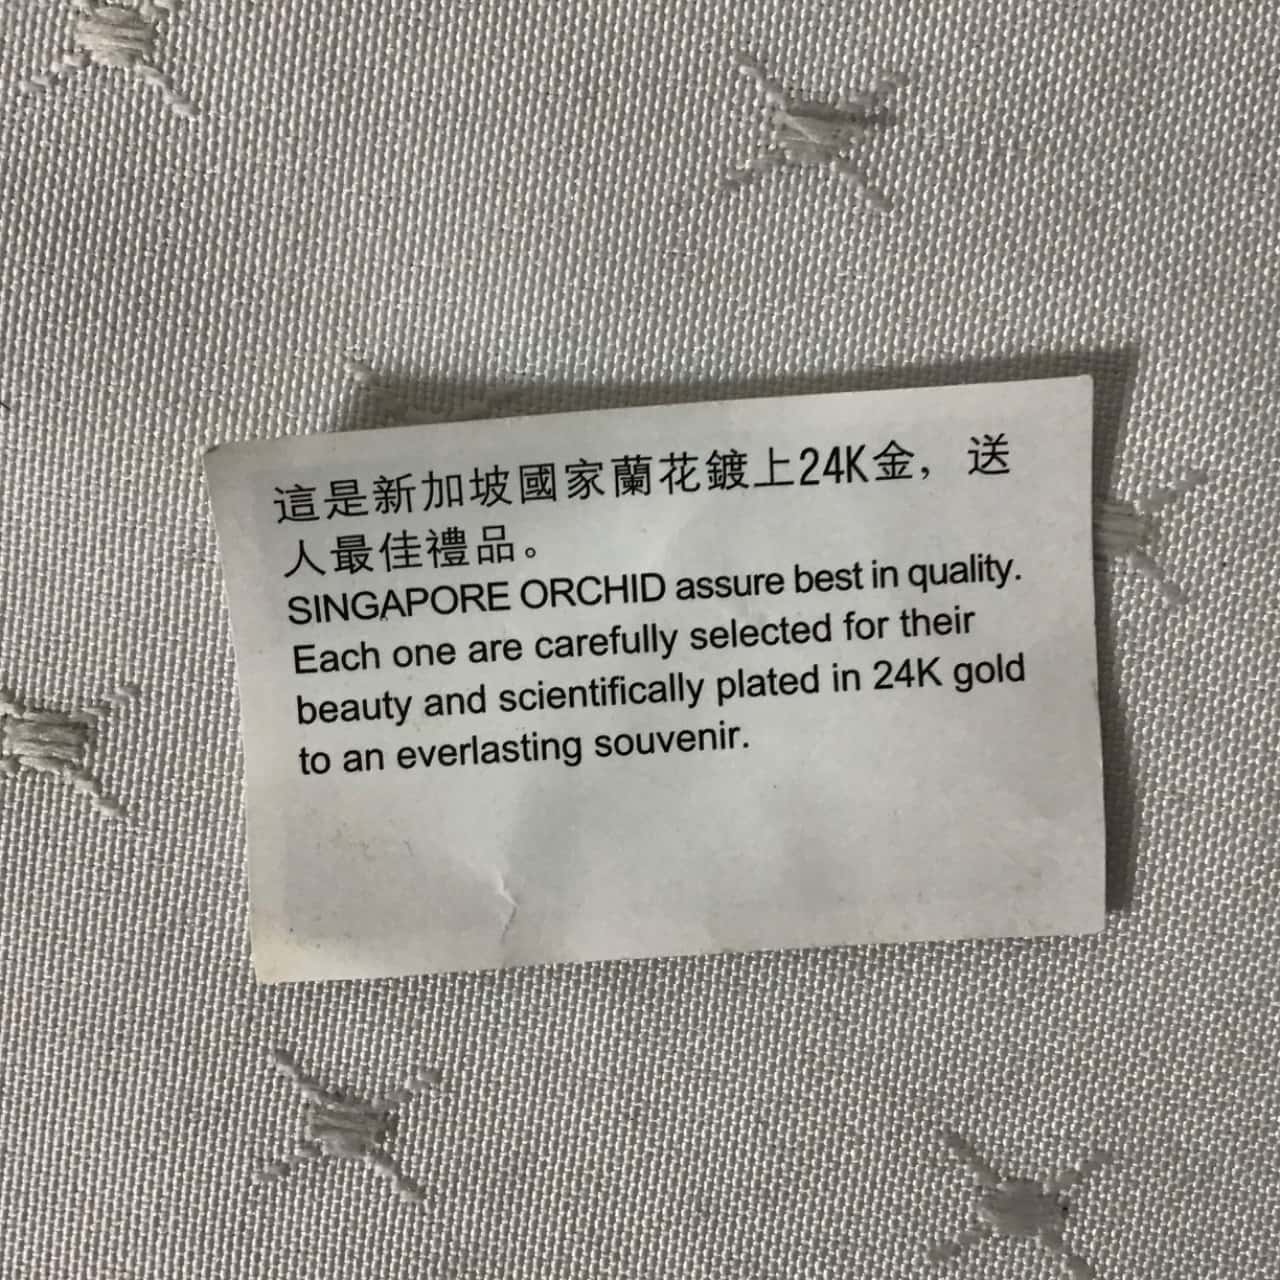 這是新加坡國家蘭花鍍上24K金，送
人最佳禮品。
SINGAPORE ORCHID assure best in quality.
Each one are carefully selected for their
beauty and scientifically plated in 24K gold
to an everlasting souvenir.